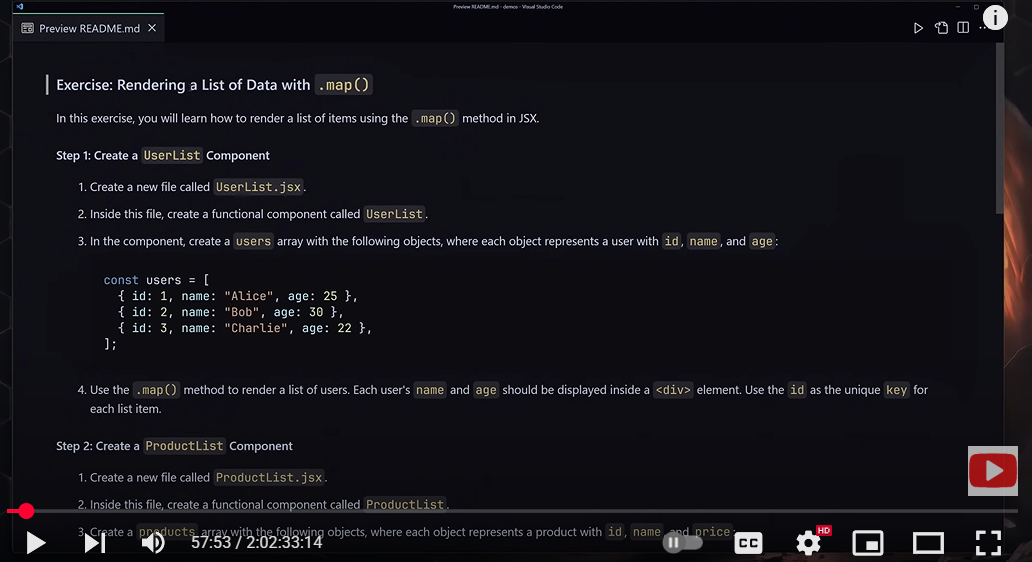 Preview README.md - demos - Visual Studio Code
Preview README.md
Exercise: Rendering a List of Data with .map()
In this exercise, you will learn how to render a list of items using the .map() method in JSX.
Step 1: Create a UserList Component
1. Create a new file called UserList.jsx.
2. Inside this file, create a functional component called UserList.
3. In the component, create a users array with the following objects, where each object represents a user with id, name, and age:
const users = [
{ id: 1, name: "Alice", age: 25 },
{ id: 2, name: "Bob", age: 30 },
{ id: 3, name: "Charlie", age: 22 },
];
4. Use the .map() method to render a list of users. Each user's name and age should be displayed inside a <div> element. Use the id as the unique key for
each list item.
Step 2: Create a ProductList Component
1. Create a new file called ProductList.jsx.
2. Inside this file, create a functional component called ProductList.
3. Create a products array with the following objects, where each object represents a product with id, name and price:
57:53 / 2:02:33:14
CC
HD